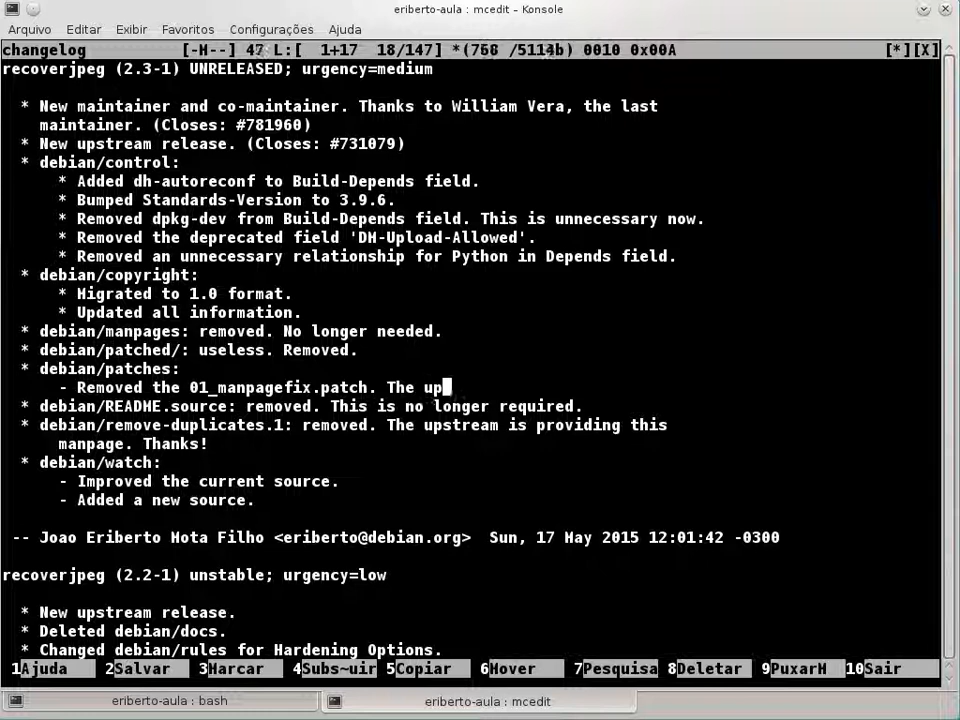 eriberto-aula : mcedit – Konsole
Arquivo Editar Exibir Favoritos Configurações Ajuda
changelog [-H--] 47 L:[ 1+17 18/147] *(768 /5114b) 0010 0x00A [*][X]
recoverjpeg (2.3-1) UNRELEASED; urgency=medium
* New maintainer and co-maintainer. Thanks to William Vera, the last
maintainer. (Closes: #781960)
* New upstream release. (Closes: #731079)
* debian/control:
* Added dh-autoreconf to Build-Depends field.
* Bumped Standards-Version to 3.9.6.
* Removed dpkg-dev from Build-Depends field. This is unnecessary now.
* Removed the deprecated field 'DM-Upload-Allowed'.
* Removed an unnecessary relationship for Python in Depends field.
* debian/copyright:
* Migrated to 1.0 format.
* Updated all information.
* debian/manpages: removed. No longer needed.
* debian/patched/: useless. Removed.
* debian/patches:
- Removed the 01_manpagefix.patch. The up
* debian/README.source: removed. This is no longer required.
* debian/remove-duplicates.1: removed. The upstream is providing this
manpage. Thanks!
* debian/watch:
- Improved the current source.
- Added a new source.
-- Joao Eriberto Mota Filho <eriberto@debian.org> Sun, 17 May 2015 12:01:42 -0300
recoverjpeg (2.2-1) unstable; urgency=low
* New upstream release.
* Deleted debian/docs.
* Changed debian/rules for Hardening Options.
1Ajuda 2Salvar 3Marcar 4Subs~uir 5Copiar 6Mover 7Pesquisa 8Deletar 9PuxarM 10Sair
eriberto-aula : bash eriberto-aula : mcedit